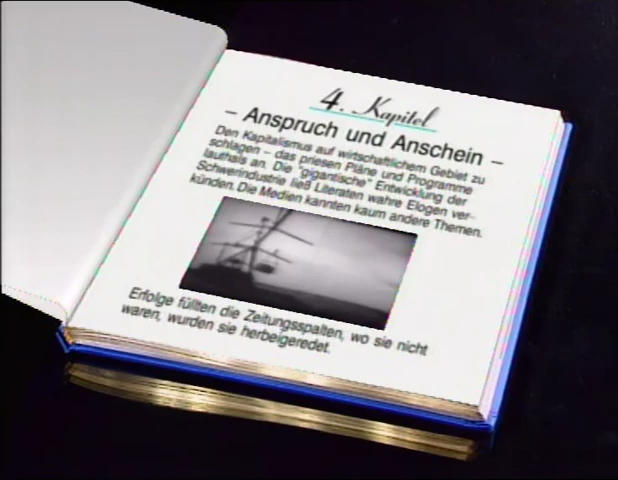 4. Kapitel
– Anspruch und Anschein –
Den Kapitalismus auf wirtschaftlichem Gebiet zu
schlagen – das priesen Pläne und Programme
lauthals an. Die "gigantische" Entwicklung der
Schwerindustrie ließ Literaten wahre Elogen ver-
künden. Die Medien kannten kaum andere Themen.
Erfolge füllten die Zeitungsspalten, wo sie nicht
waren, wurden sie herbeigeredet.